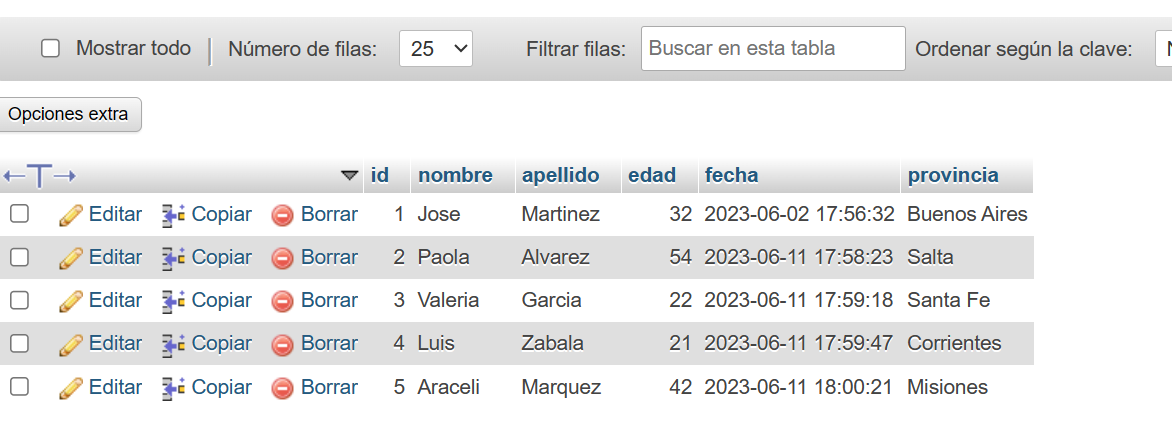 Mostrar todo Número de filas: 25 Filtrar filas: Buscar en esta tabla Ordenar según la clave:
Opciones extra
id nombre apellido edad fecha provincia
Editar Copiar Borrar 1 Jose Martinez 32 2023-06-02 17:56:32 Buenos Aires
Editar Copiar Borrar 2 Paola Alvarez 54 2023-06-11 17:58:23 Salta
Editar Copiar Borrar 3 Valeria Garcia 22 2023-06-11 17:59:18 Santa Fe
Editar Copiar Borrar 4 Luis Zabala 21 2023-06-11 17:59:47 Corrientes
Editar Copiar Borrar 5 Araceli Marquez 42 2023-06-11 18:00:21 Misiones